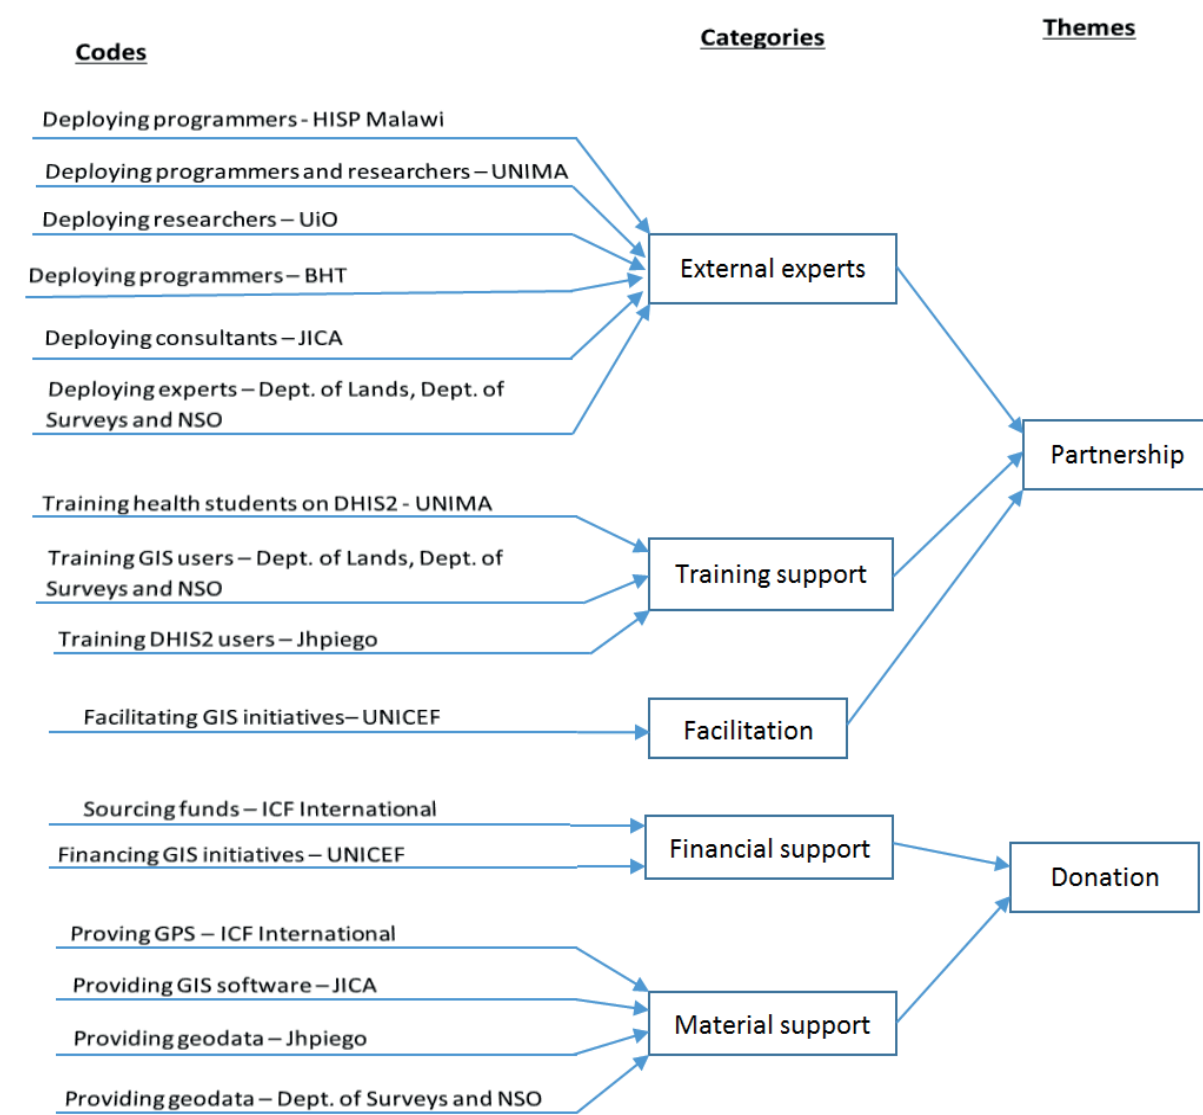 Codes
Categories
Themes
Deploying programmers - HISP Malawi
Deploying programmers and researchers – UNIMA
Deploying researchers – UiO
Deploying programmers – BHT
Deploying consultants – JICA
Deploying experts – Dept. of Lands, Dept. of
Surveys and NSO
External experts
Training health students on DHIS2 - UNIMA
Training GIS users – Dept. of Lands, Dept. of
Surveys and NSO
Training DHIS2 users – Jhpiego
Training support
Facilitating GIS initiatives– UNICEF
Facilitation
Partnership
Sourcing funds – ICF International
Financing GIS initiatives – UNICEF
Financial support
Proving GPS – ICF International
Providing GIS software – JICA
Providing geodata – Jhpiego
Providing geodata – Dept. of Surveys and NSO
Material support
Donation